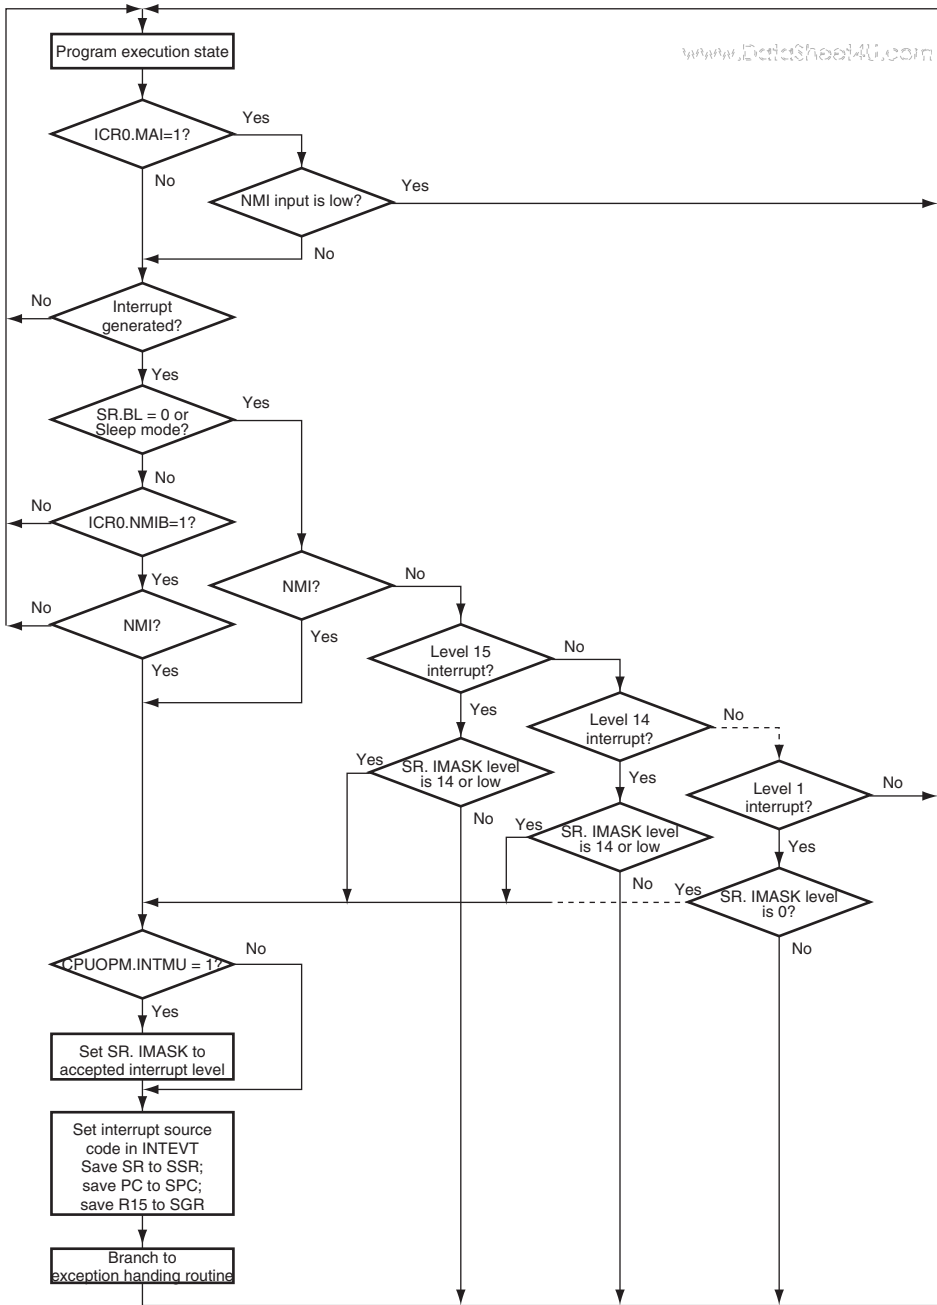 Program execution state
www.DataSheet4U.com
ICR0.MAI=1?
Yes
No
NMI input is low?
Yes
No
Interrupt
generated?
No
Yes
SR.BL = 0 or
Sleep mode?
Yes
No
ICR0.NMIB=1?
No
Yes
NMI?
No
Yes
NMI?
No
Yes
Level 15
interrupt?
No
Yes
Level 14
interrupt?
No
Yes
SR. IMASK level
is 14 or low
Yes
No
Level 1
interrupt?
No
Yes
SR. IMASK level
is 14 or low
Yes
No
SR. IMASK level
is 0?
Yes
No
CPUOPM.INTMU = 1?
No
Yes
Set SR. IMASK to
accepted interrupt level
Set interrupt source
code in INTEVT
Save SR to SSR;
save PC to SPC;
save R15 to SGR
Branch to
exception handing routine